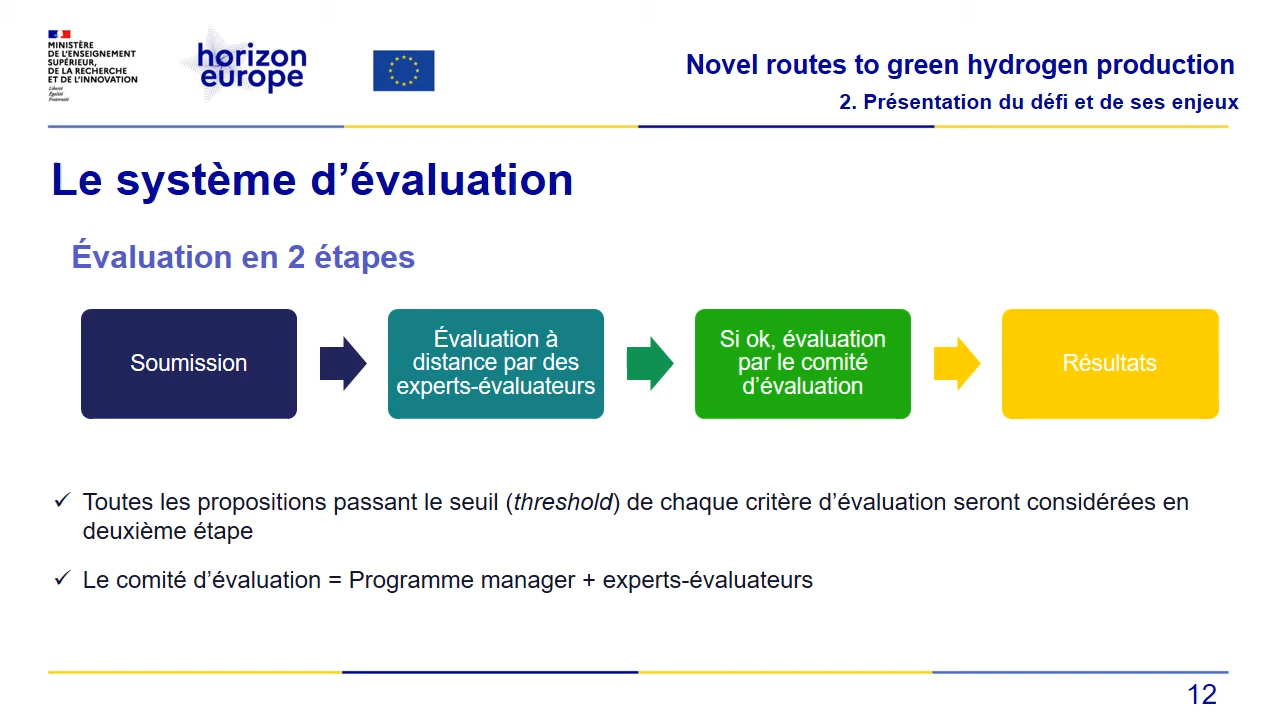 MINISTÈRE
DE L'ENSEIGNEMENT
SUPÉRIEUR,
DE LA RECHERCHE
ET DE L'INNOVATION
Liberté
Égalité
Fraternité
horizon
europe
Novel routes to green hydrogen production
2. Présentation du défi et de ses enjeux
Le système d’évaluation
Évaluation en 2 étapes
Soumission
Évaluation à
distance par des
experts-évaluateurs
Si ok, évaluation
par le comité
d’évaluation
Résultats
✓ Toutes les propositions passant le seuil (threshold) de chaque critère d’évaluation seront considérées en
deuxième étape
✓ Le comité d’évaluation = Programme manager + experts-évaluateurs
12